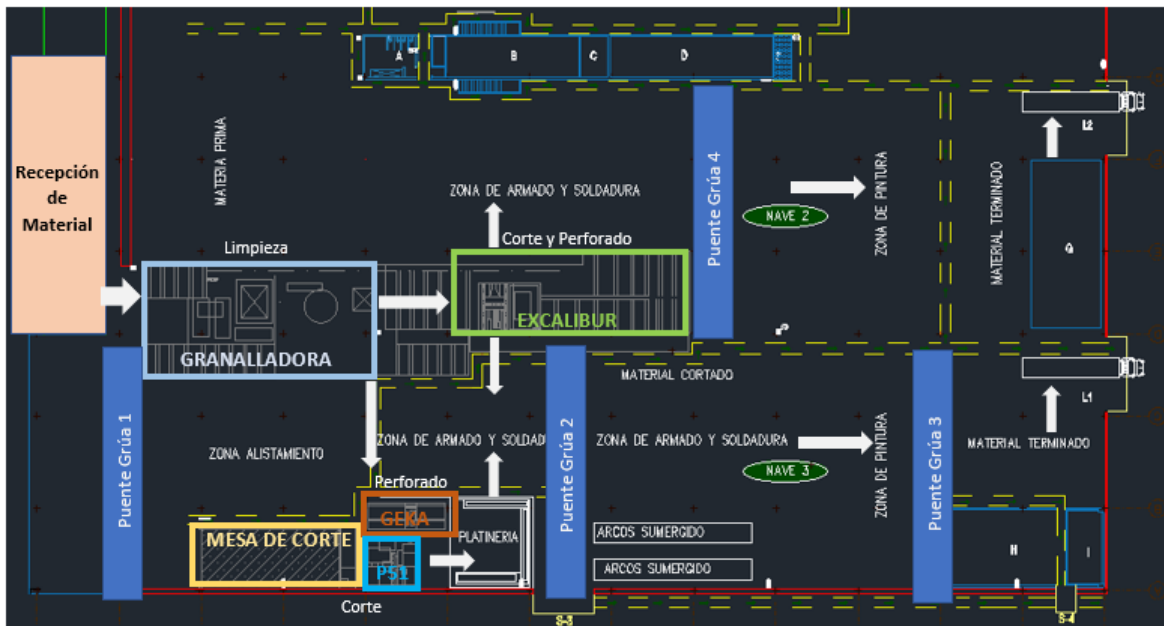 A
B
C
D
Recepción
de
Material
MATERIA PRIMA
Puente Grúa 4
ZONA DE PINTURA
MATERIAL TERMINADO
L2
ZONA DE ARMADO Y SOLDADURA
NAVE 2
Limpieza
Corte y Perforado
G
GRANALLADORA
EXCALIBUR
MATERIAL CORTADO
L1
Puente Grúa 1
Puente Grúa 2
Puente Grúa 3
ZONA ALISTAMIENTO
ZONA DE ARMADO Y SOLDADU
ZONA DE ARMADO Y SOLDADURA
MATERIAL TERMINADO
NAVE 3
ZONA DE PINTURA
Perforado
GEKA
MESA DE CORTE
PLATINERIA
ARCOS SUMERGIDO
H
I
PS1
ARCOS SUMERGIDO
Corte
S-3
S-4